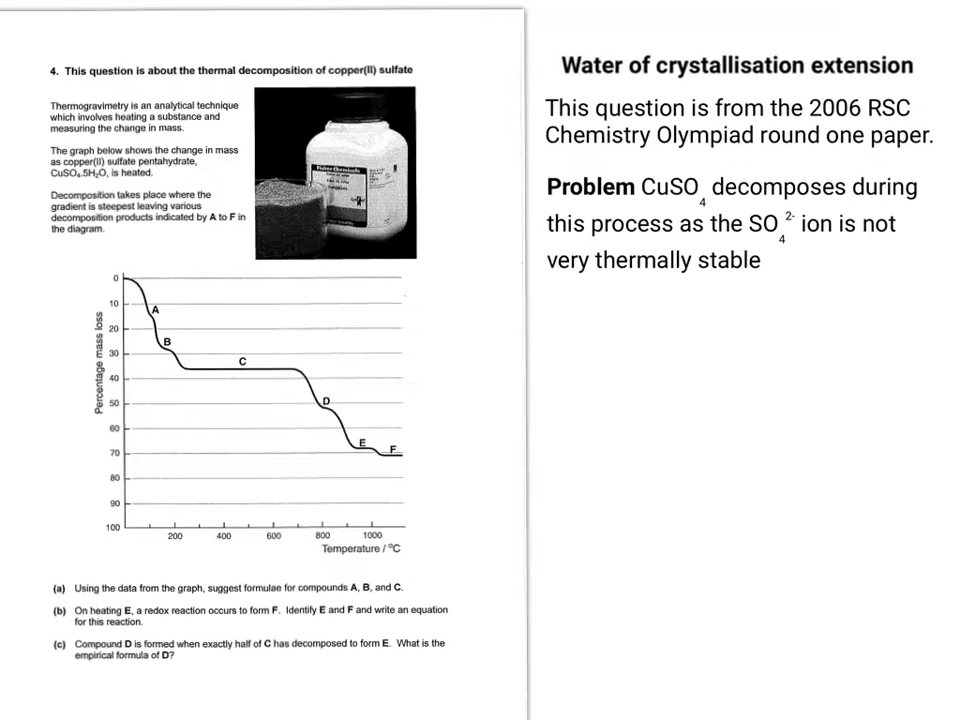 4. This question is about the thermal decomposition of copper(II) sulfate
Thermogravimetry is an analytical technique
which involves heating a substance and
measuring the change in mass.
The graph below shows the change in mass
as copper(II) sulfate pentahydrate,
CuSO₄.5H₂O, is heated.
Decomposition takes place where the
gradient is steepest leaving various
decomposition products indicated by A to F in
the diagram.
Fisher Chemicals
Percentage mass loss
0
10
20
30
40
50
60
70
80
90
100
A
B
C
D
E
F
200
400
600
800
1000
Temperature / °C
(a) Using the data from the graph, suggest formulae for compounds A, B, and C.
(b) On heating E, a redox reaction occurs to form F. Identify E and F and write an equation
for this reaction.
(c) Compound D is formed when exactly half of C has decomposed to form E. What is the
empirical formula of D?
Water of crystallisation extension
This question is from the 2006 RSC
Chemistry Olympiad round one paper.
Problem CuSO₄ decomposes during
this process as the SO₄²⁻ ion is not
very thermally stable